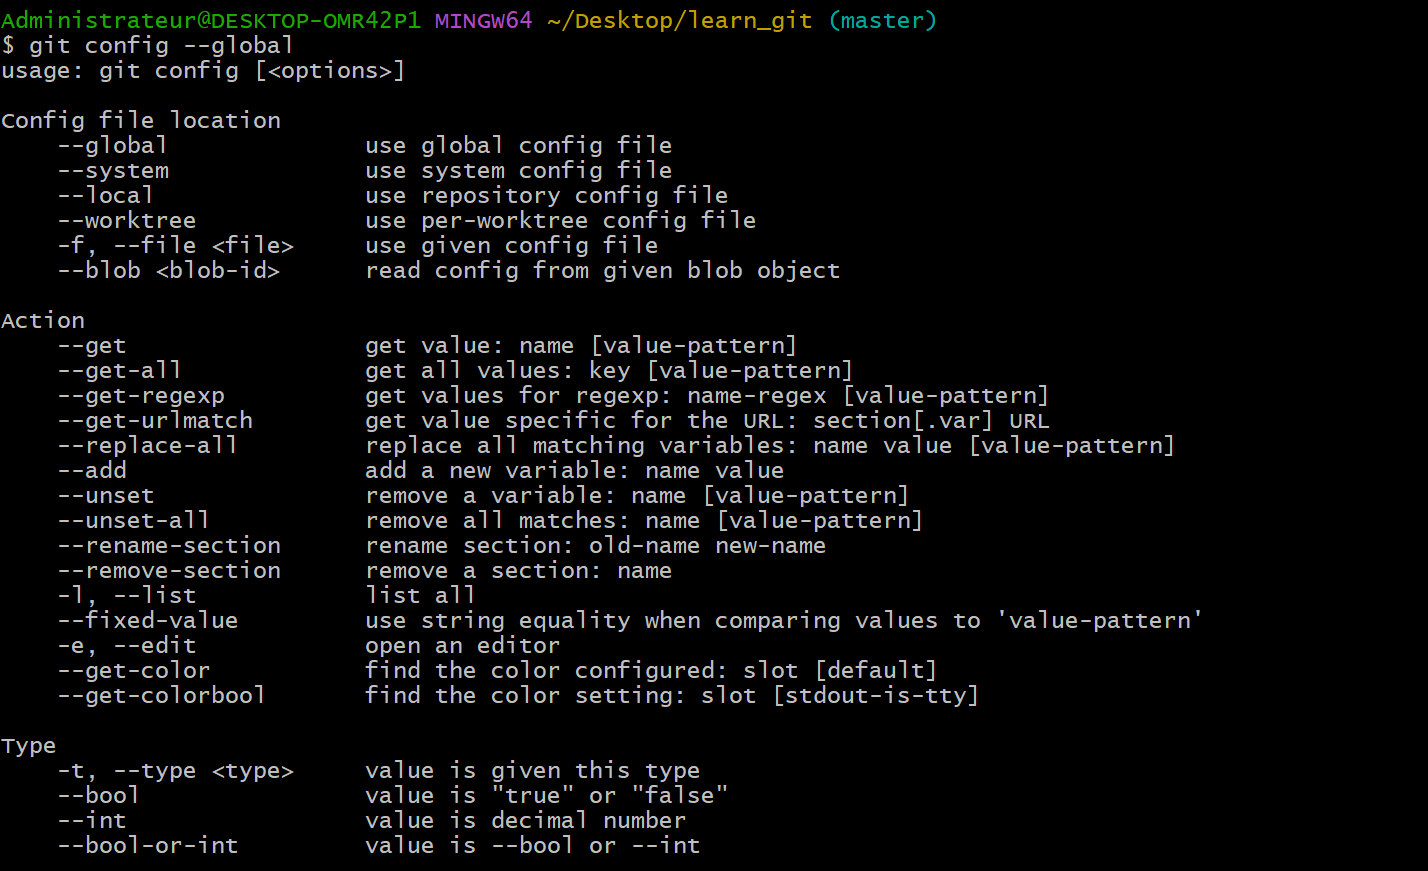 Administrateur@DESKTOP-OMR42P1 MINGW64 ~/Desktop/learn_git (master)
$ git config --global
usage: git config [<options>]

Config file location
    --global              use global config file
    --system              use system config file
    --local               use repository config file
    --worktree            use per-worktree config file
    -f, --file <file>     use given config file
    --blob <blob-id>      read config from given blob object

Action
    --get                 get value: name [value-pattern]
    --get-all             get all values: key [value-pattern]
    --get-regexp          get values for regexp: name-regex [value-pattern]
    --get-urlmatch        get value specific for the URL: section[.var] URL
    --replace-all         replace all matching variables: name value [value-pattern]
    --add                 add a new variable: name value
    --unset               remove a variable: name [value-pattern]
    --unset-all           remove all matches: name [value-pattern]
    --rename-section      rename section: old-name new-name
    --remove-section      remove a section: name
    -l, --list            list all
    --fixed-value         use string equality when comparing values to 'value-pattern'
    -e, --edit            open an editor
    --get-color           find the color configured: slot [default]
    --get-colorbool       find the color setting: slot [stdout-is-tty]

Type
    -t, --type <type>     value is given this type
    --bool                value is "true" or "false"
    --int                 value is decimal number
    --bool-or-int         value is --bool or --int